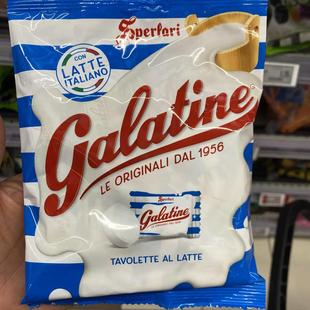 Sperlari
CON
LATTE
ITALIANO
Galatine
LE ORIGINALI DAL 1956
Sperlari
Galatine
TAVOLETTE AL LATTE